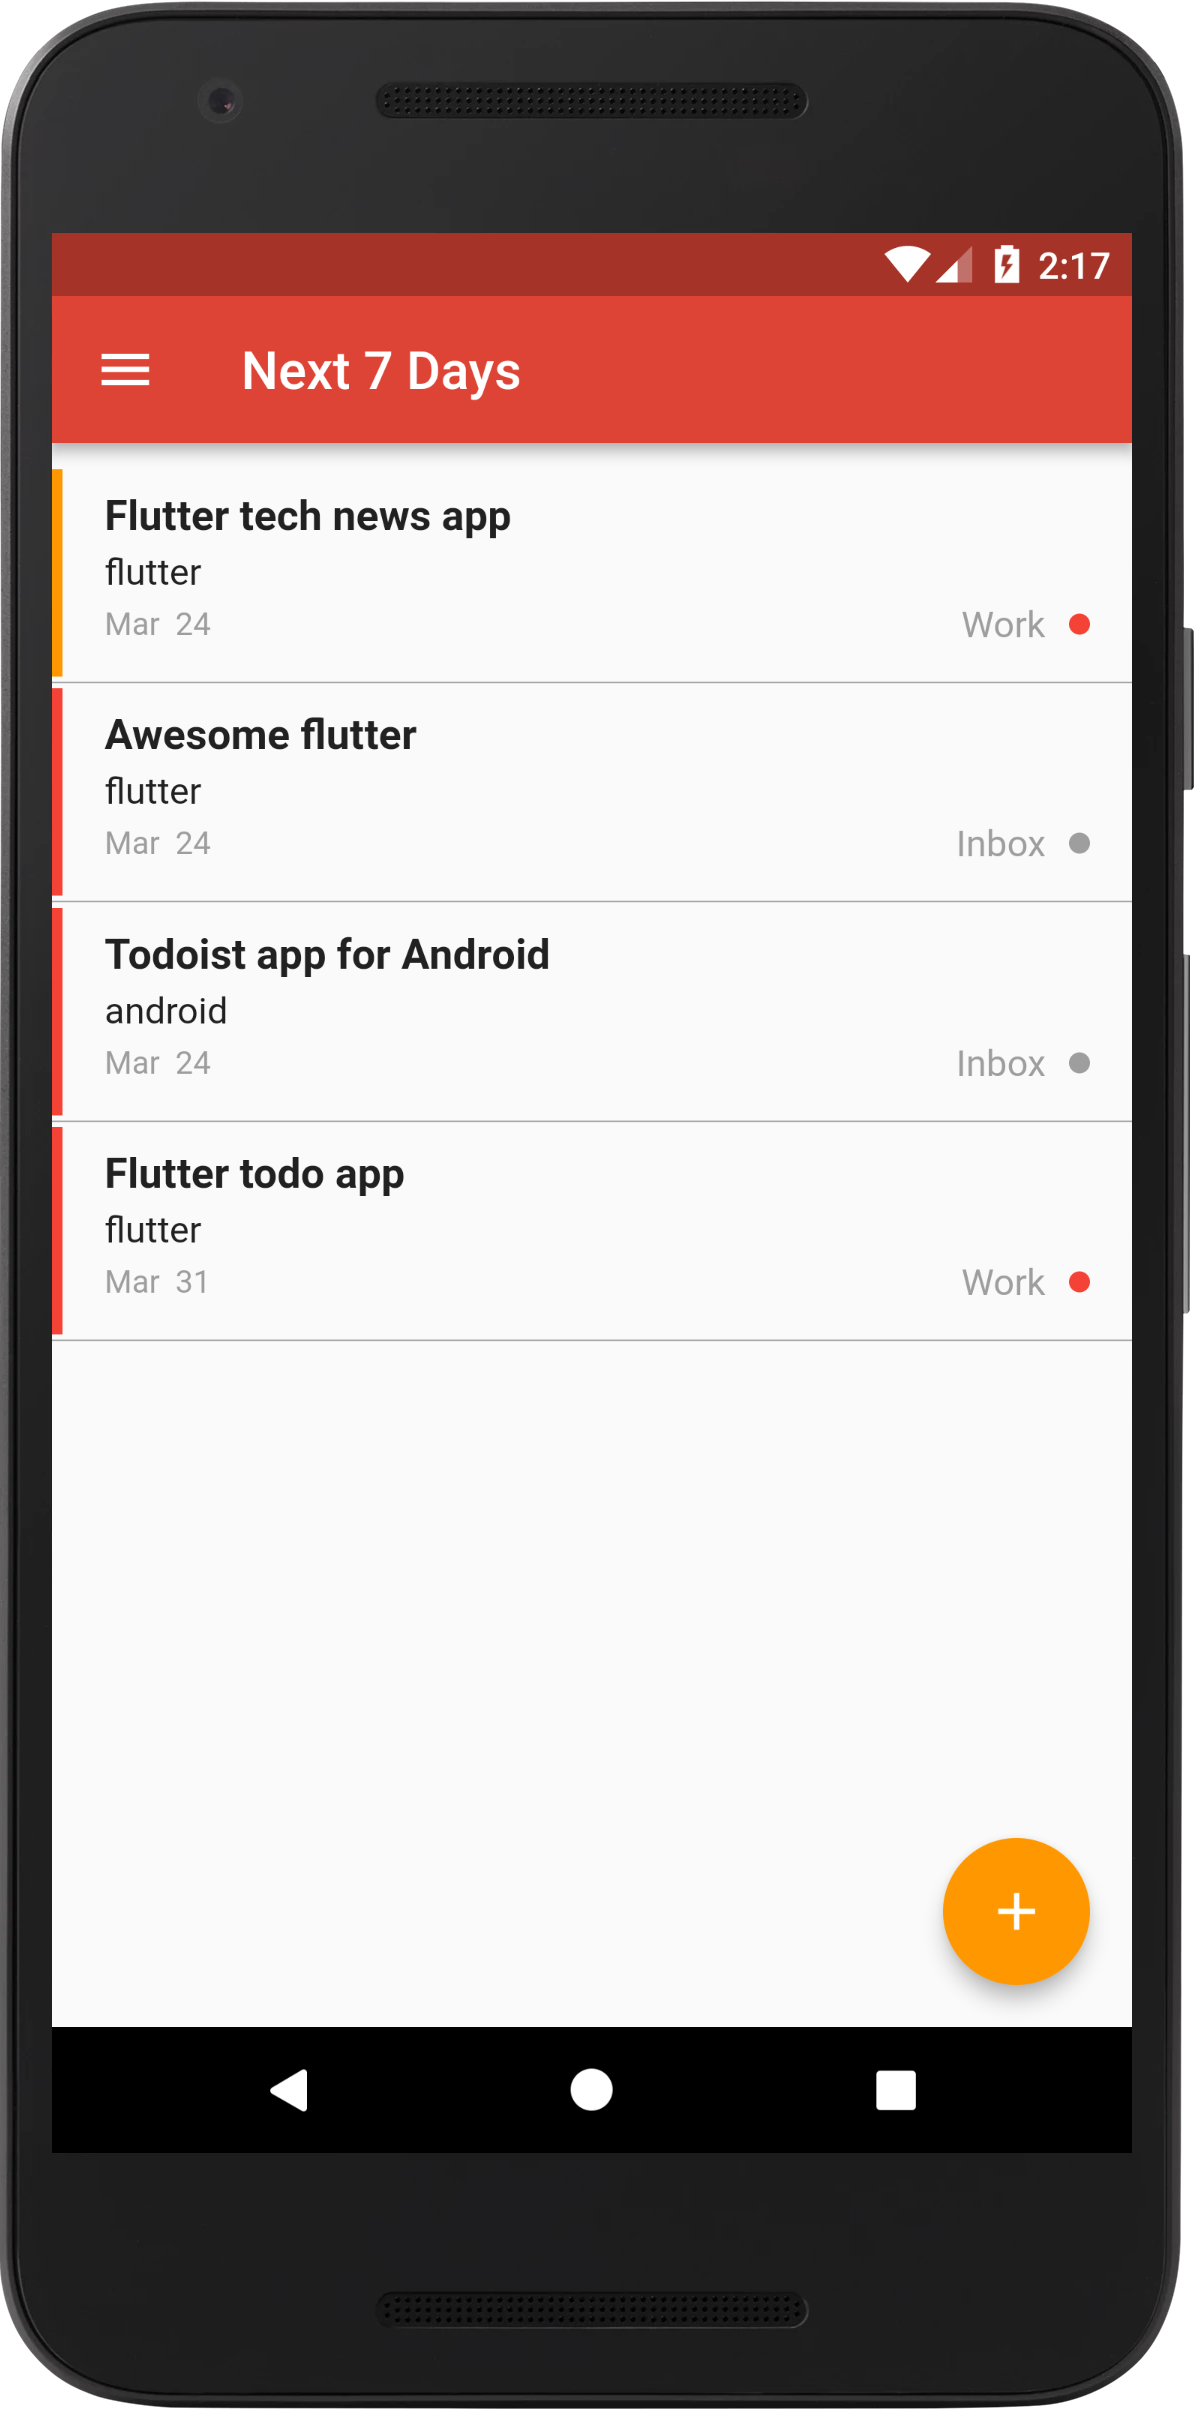 2:17
Next 7 Days
Flutter tech news app
flutter
Mar 24
Work
Awesome flutter
flutter
Mar 24
Inbox
Todoist app for Android
android
Mar 24
Inbox
Flutter todo app
flutter
Mar 31
Work